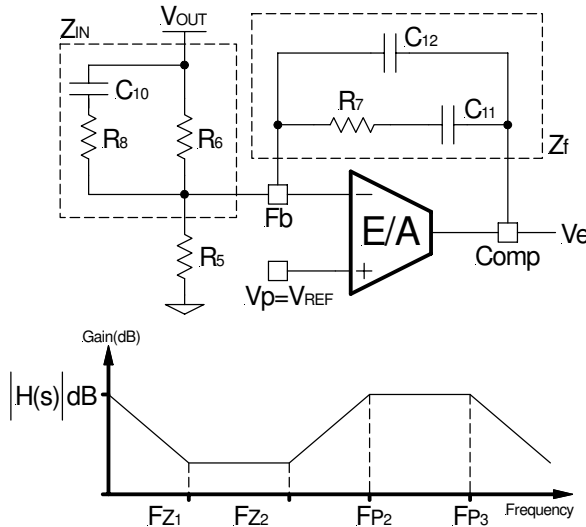 VOUT
ZIN
C12
C10
R7
C11
R8
R6
Zf
Fb
E/A
Ve
R5
Comp
Vp=VREF
Gain(dB)
|H(s)|dB
FZ1
FZ2
FP2
FP3
Frequency